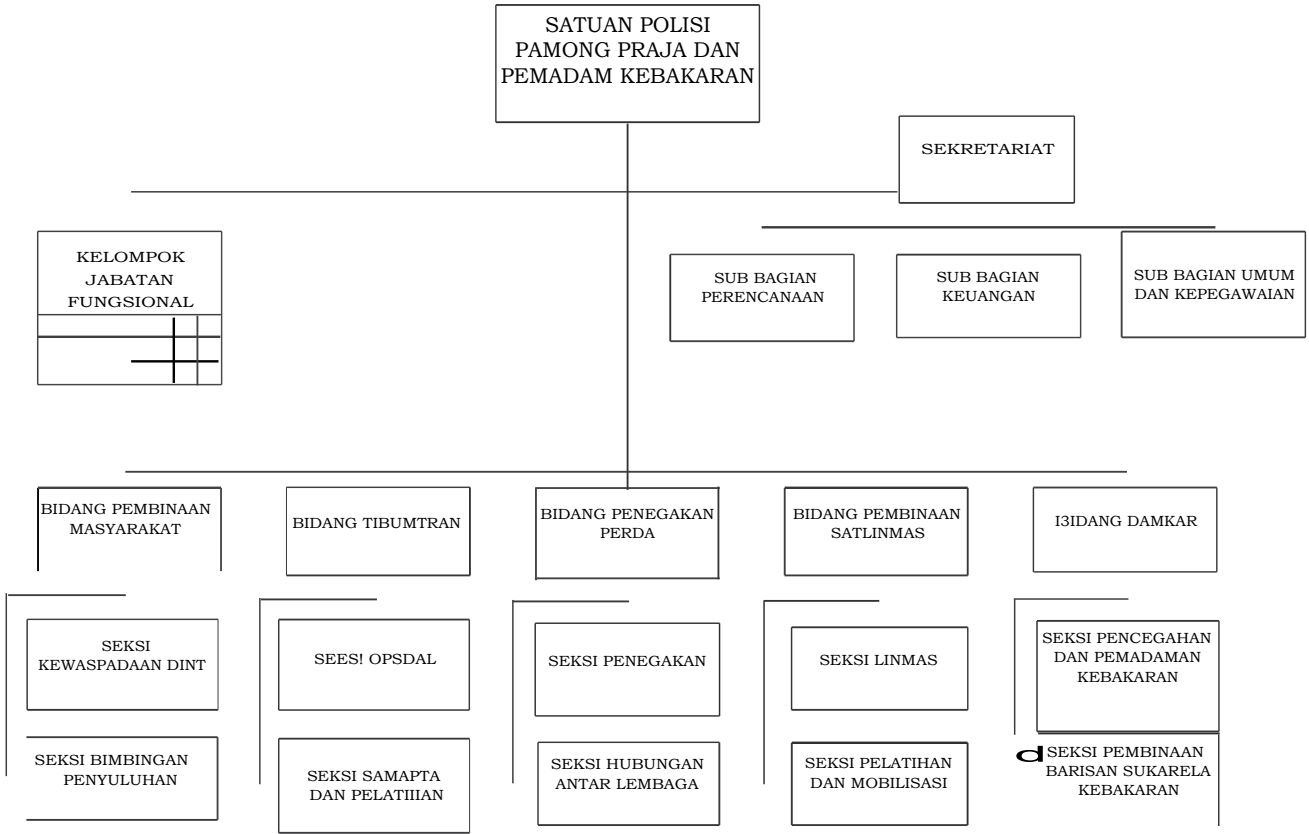 SATUAN POLISI
PAMONG PRAJA DAN
PEMADAM KEBAKARAN
SEKRETARIAT
KELOMPOK
JABATAN
FUNGSIONAL
SUB BAGIAN
PERENCANAAN
SUB BAGIAN
KEUANGAN
SUB BAGIAN UMUM
DAN KEPEGAWAIAN
BIDANG PEMBINAAN
MASYARAKAT
BIDANG TIBUMTRAN
BIDANG PENEGAKAN
PERDA
BIDANG PEMBINAAN
SATLINMAS
I3IDANG DAMKAR
SEKSI
KEWASPADAAN DINT
SEES! OPSDAL
SEKSI PENEGAKAN
SEKSI LINMAS
SEKSI PENCEGAHAN
DAN PEMADAMAN
KEBAKARAN
SEKSI BIMBINGAN
PENYULUHAN
SEKSI SAMAPTA
DAN PELATIIIAN
SEKSI HUBUNGAN
ANTAR LEMBAGA
SEKSI PELATIHAN
DAN MOBILISASI
d SEKSI PEMBINAAN
BARISAN SUKARELA
KEBAKARAN